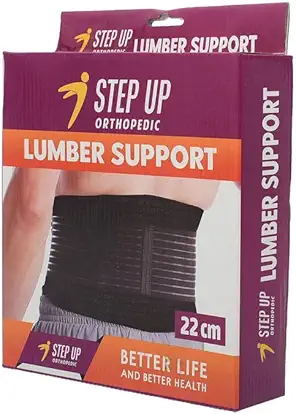 STEP UP
ORTHOPEDIC
LUMBER SUPPORT
STEP UP
ORTHOPEDIC
LUMBER SUPPORT
22 cm
STEP UP
ORTHOPEDIC
BETTER LIFE
AND BETTER HEALTH
LUMBER SUPPORT
STEP UP
ORTHOPEDIC